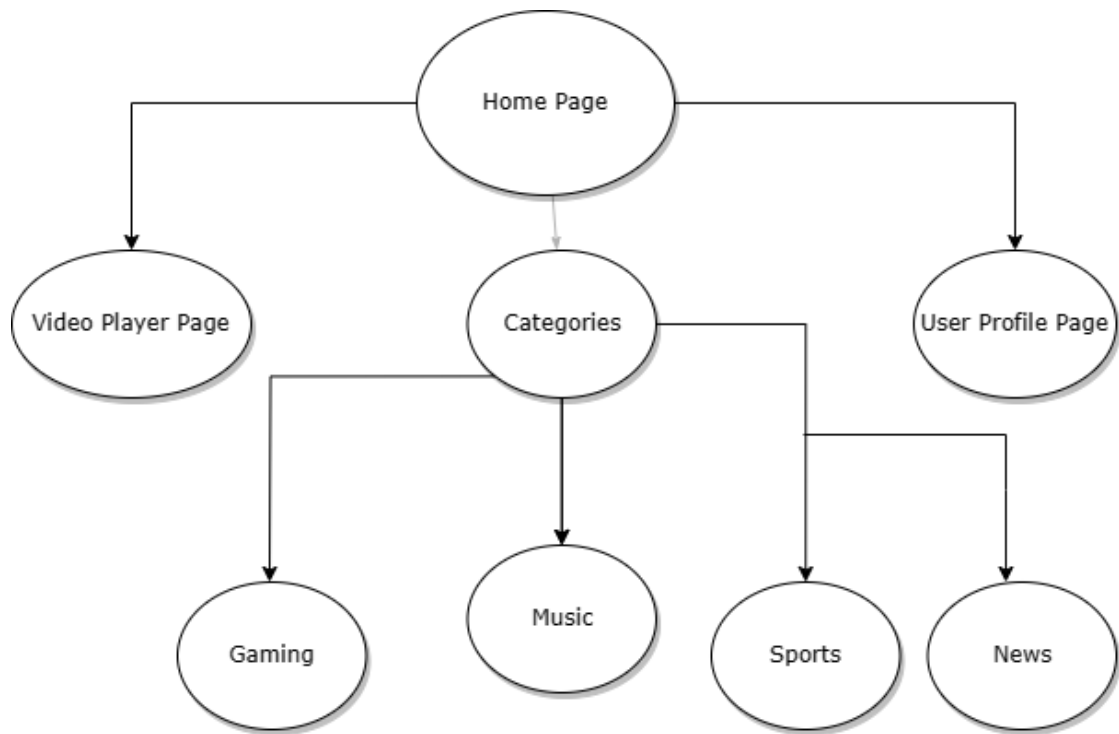 Home Page
Video Player Page
Categories
User Profile Page
Gaming
Music
Sports
News